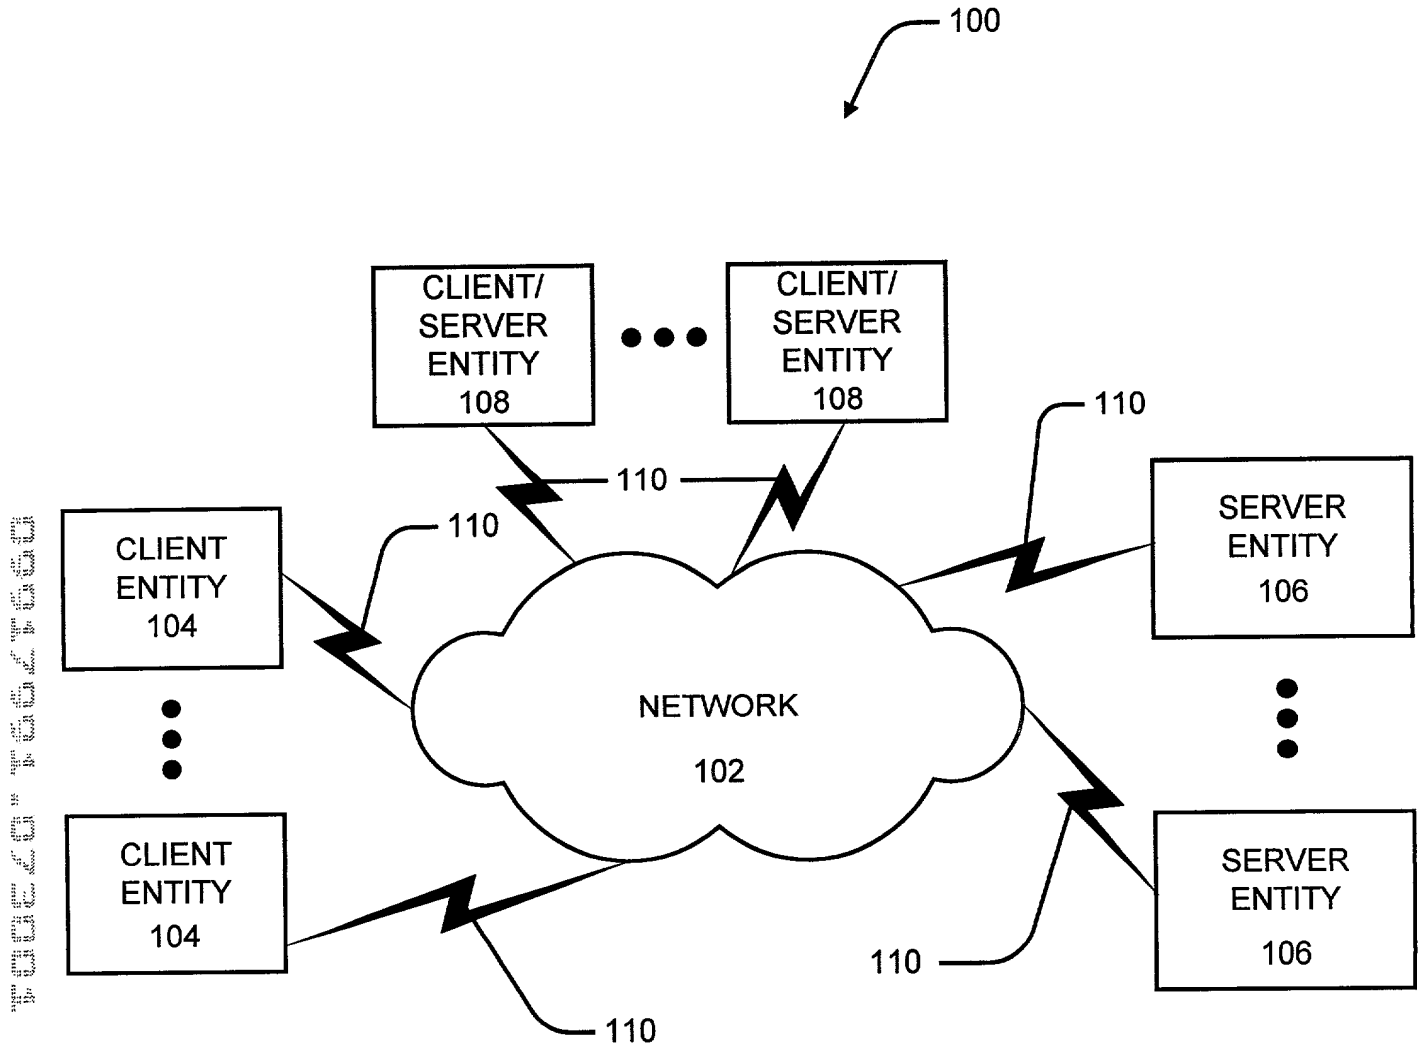 100
CLIENT/
SERVER
ENTITY
108
CLIENT/
SERVER
ENTITY
108
110
110
110
CLIENT
ENTITY
104
SERVER
ENTITY
106
NETWORK
102
CLIENT
ENTITY
104
SERVER
ENTITY
106
110
110